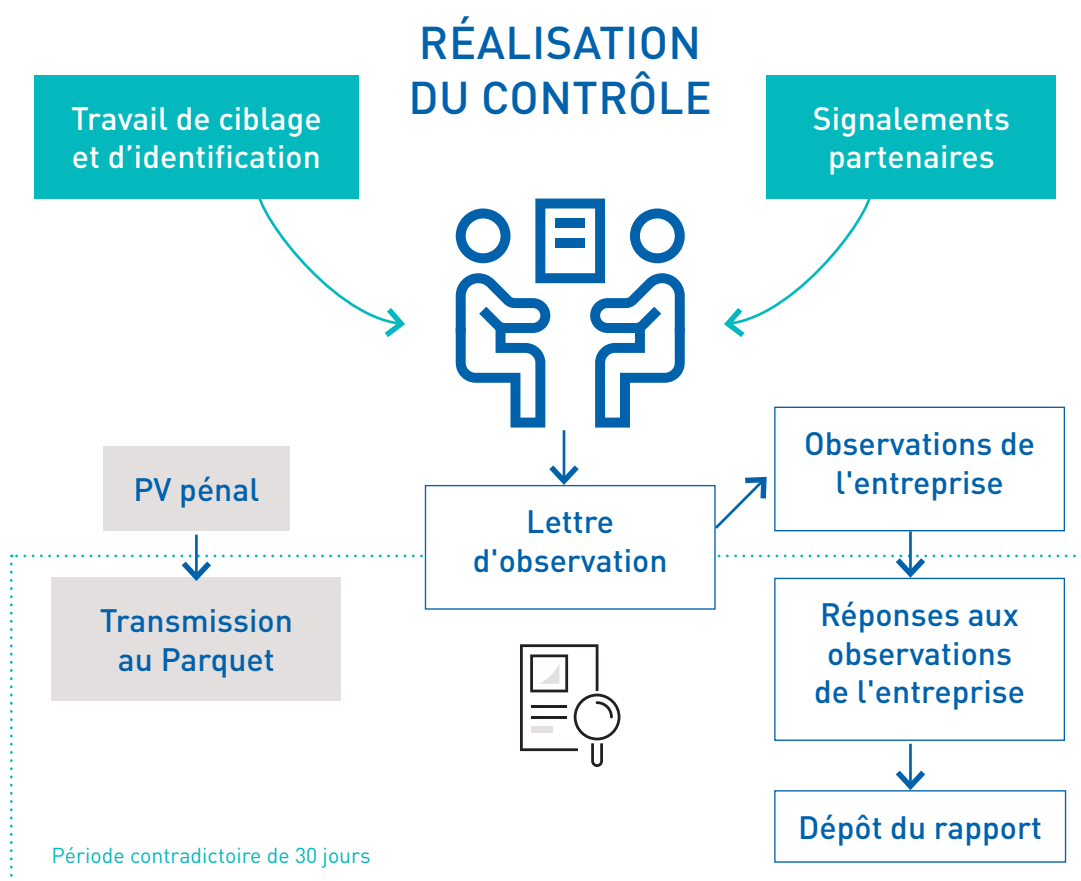 RÉALISATION
DU CONTRÔLE
Travail de ciblage
et d'identification
Signalements
partenaires
PV pénal
Transmission
au Parquet
Lettre
d'observation
Observations de
l'entreprise
Réponses aux
observations
de l'entreprise
Dépôt du rapport
Période contradictoire de 30 jours